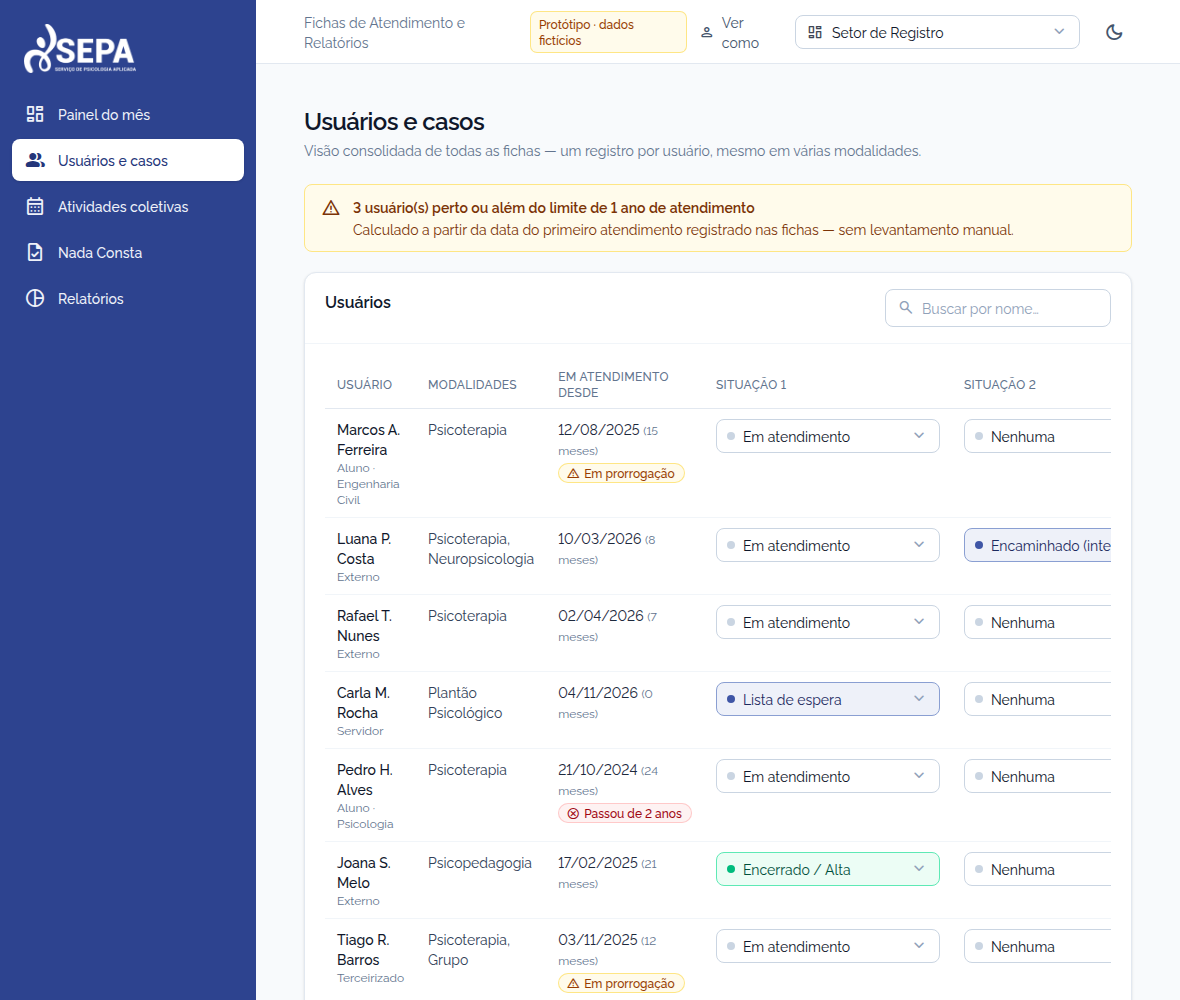 SEPA
SERVIÇO DE PSICOLOGIA APLICADA
Painel do mês
Usuários e casos
Atividades coletivas
Nada Consta
Relatórios
Fichas de Atendimento e
Relatórios
Protótipo · dados
fictícios
Ver
como
Setor de Registro
Usuários e casos
Visão consolidada de todas as fichas — um registro por usuário, mesmo em várias modalidades.
3 usuário(s) perto ou além do limite de 1 ano de atendimento
Calculado a partir da data do primeiro atendimento registrado nas fichas — sem levantamento manual.
Usuários
Buscar por nome...
USUÁRIO
MODALIDADES
EM ATENDIMENTO
DESDE
SITUAÇÃO 1
SITUAÇÃO 2
Marcos A.
Ferreira
Aluno ·
Engenharia
Civil
Psicoterapia
12/08/2025 (15
meses)
Em prorrogação
Em atendimento
Nenhuma
Luana P.
Costa
Externo
Psicoterapia,
Neuropsicologia
10/03/2026 (8
meses)
Em atendimento
Encaminhado (inte
Rafael T.
Nunes
Externo
Psicoterapia
02/04/2026 (7
meses)
Em atendimento
Nenhuma
Carla M.
Rocha
Servidor
Plantão
Psicológico
04/11/2026 (0
meses)
Lista de espera
Nenhuma
Pedro H.
Alves
Aluno ·
Psicologia
Psicoterapia
21/10/2024 (24
meses)
Passou de 2 anos
Em atendimento
Nenhuma
Joana S.
Melo
Externo
Psicopedagogia
17/02/2025 (21
meses)
Encerrado / Alta
Nenhuma
Tiago R.
Barros
Terceirizado
Psicoterapia,
Grupo
03/11/2025 (12
meses)
Em prorrogação
Em atendimento
Nenhuma